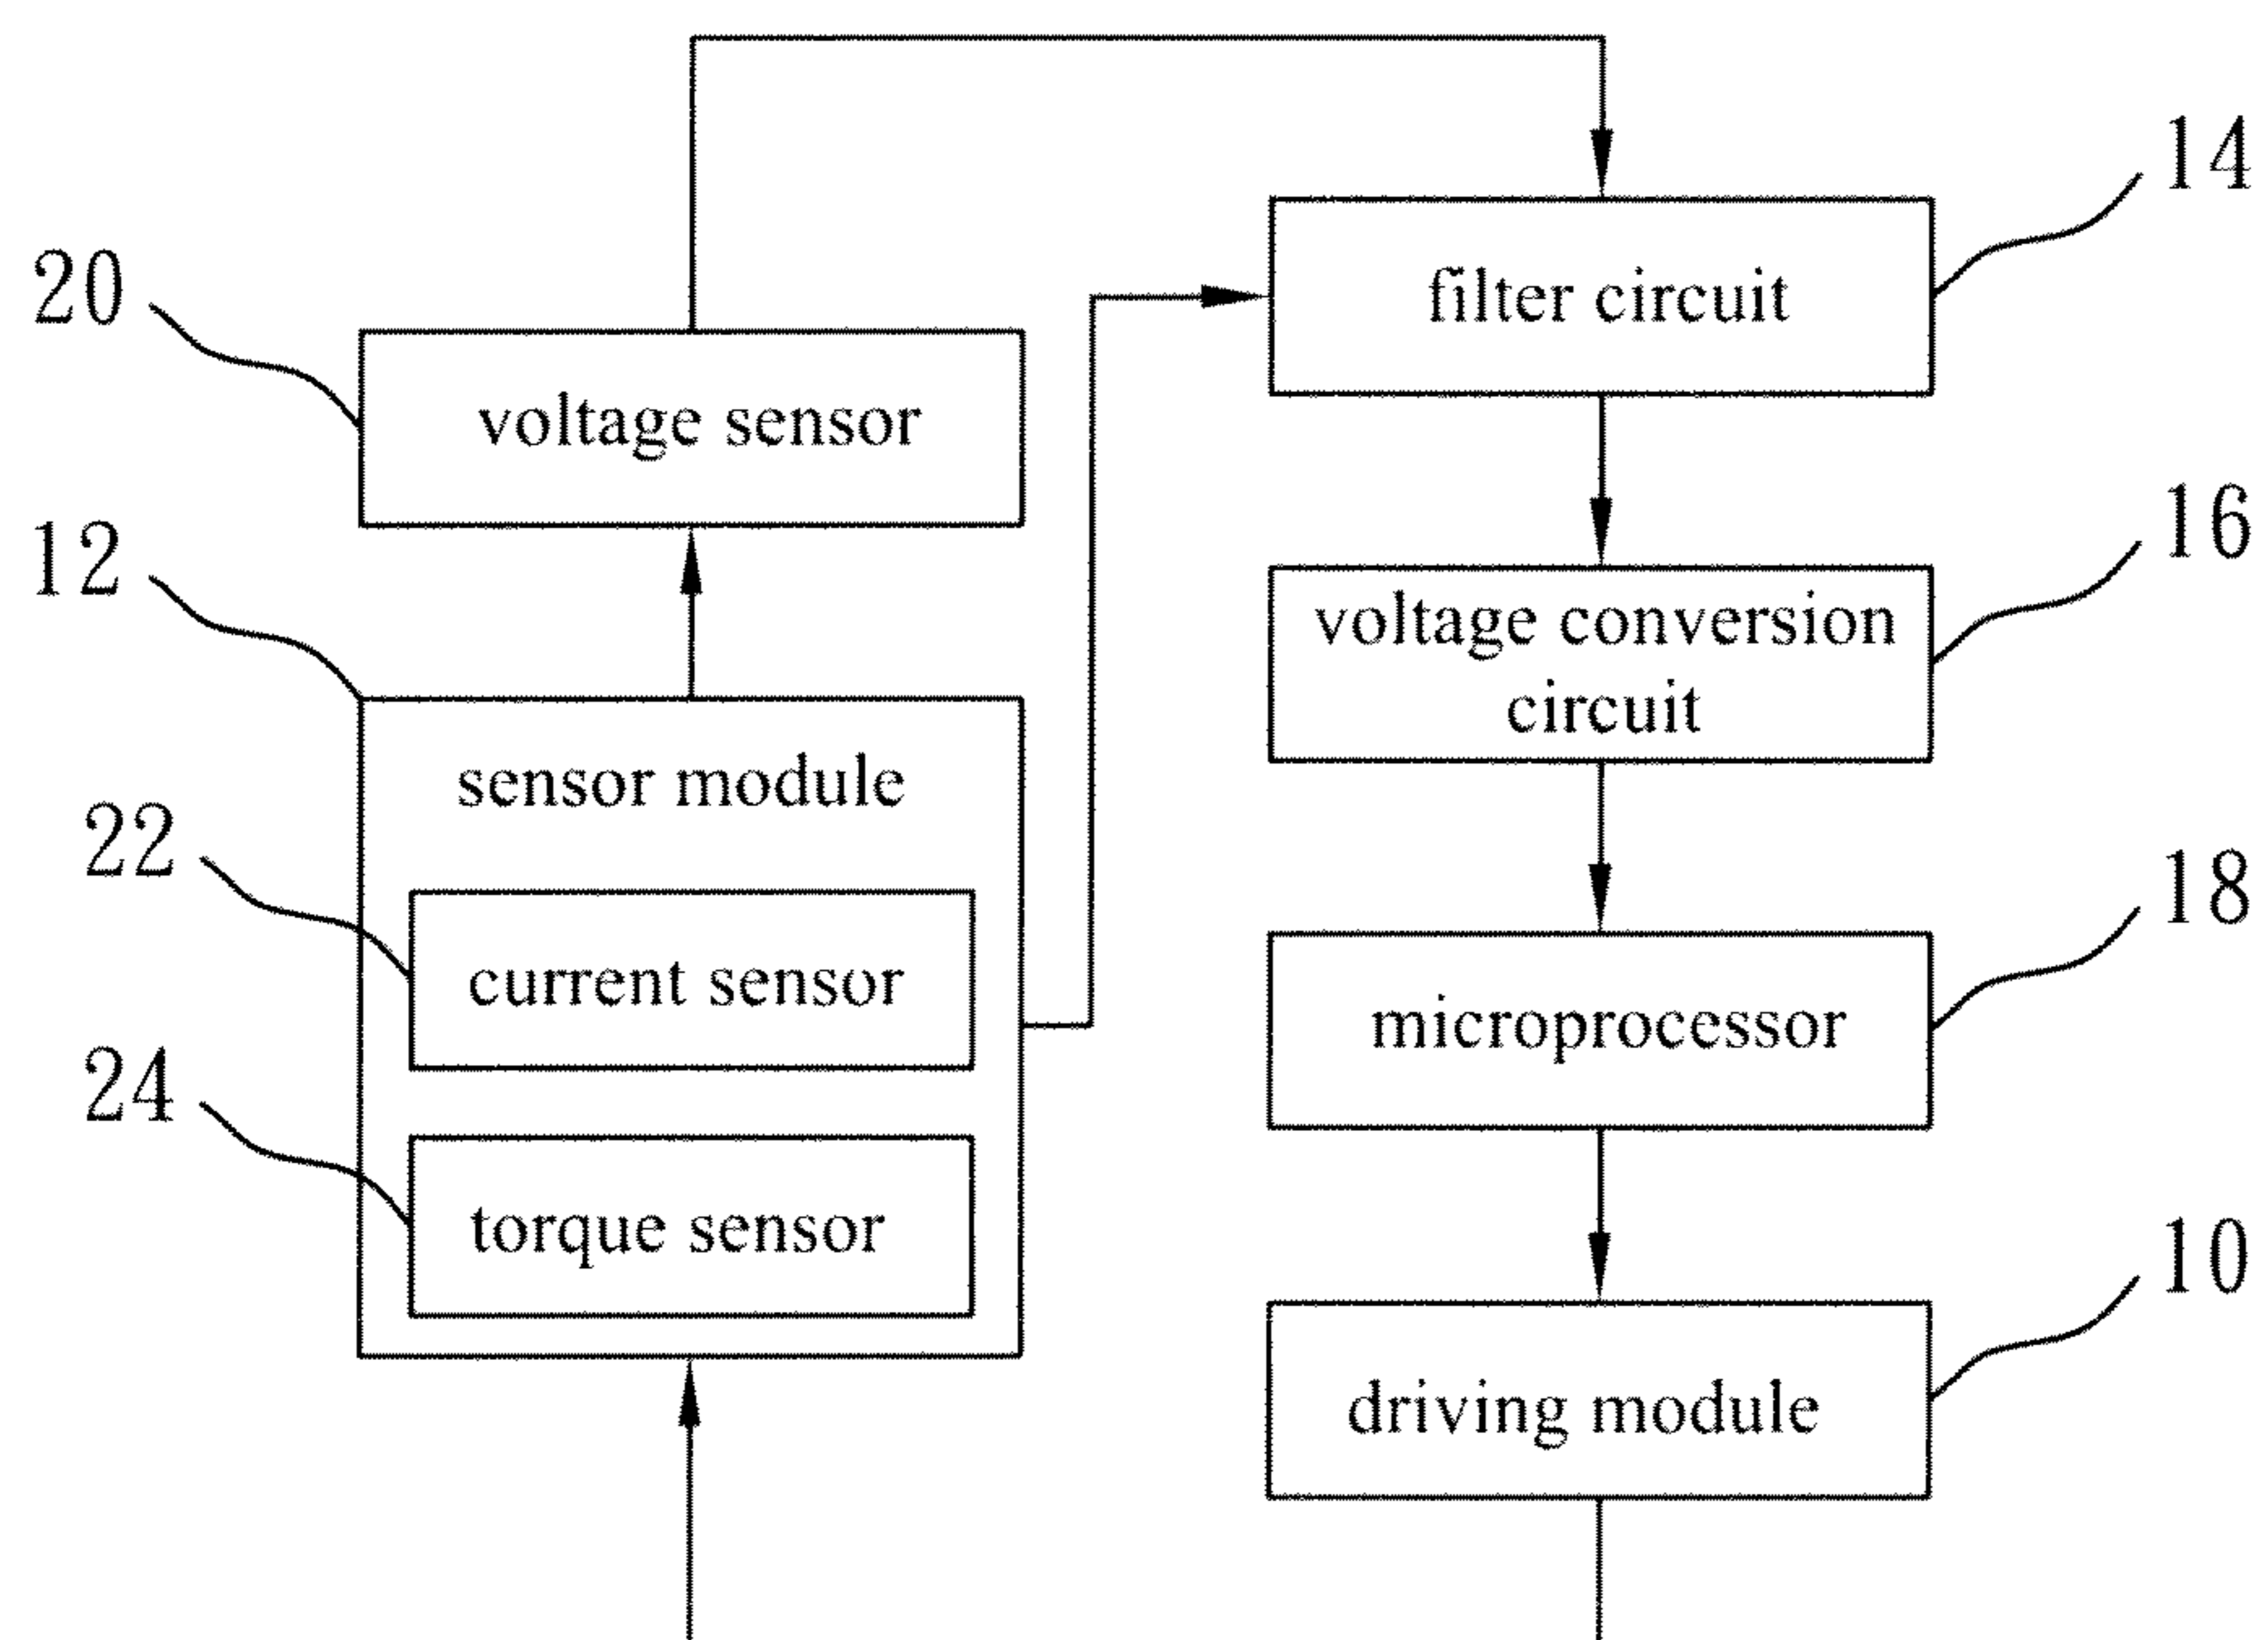 20
voltage sensor
12
sensor module
22
current sensor
24
torque sensor
14
filter circuit
16
voltage conversion
circuit
18
microprocessor
10
driving module